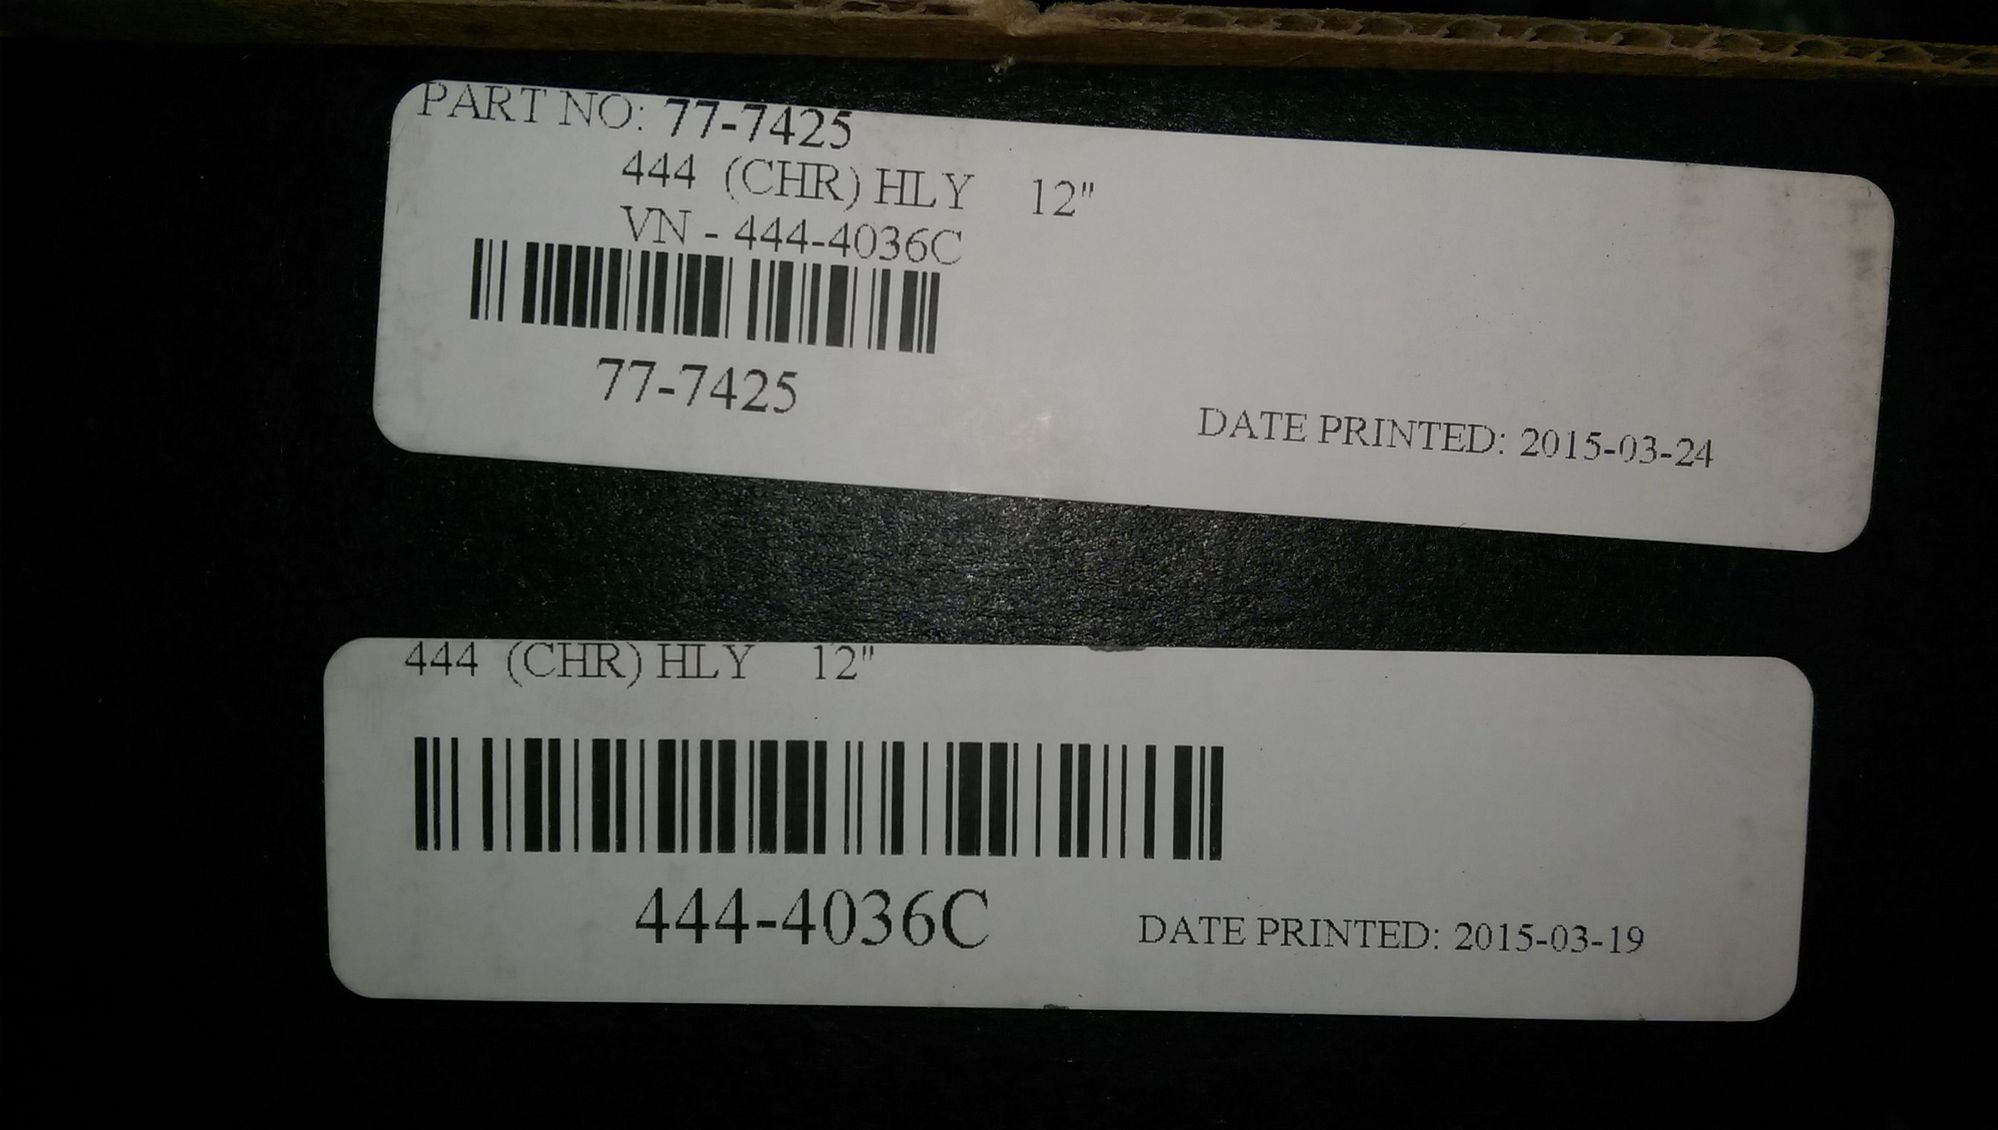 PART NO: 77-7425
444 (CHR) HLY 12"
VN - 444-4036C
77-7425
DATE PRINTED: 2015-03-24
444 (CHR) HLY 12"
444-4036C
DATE PRINTED: 2015-03-19